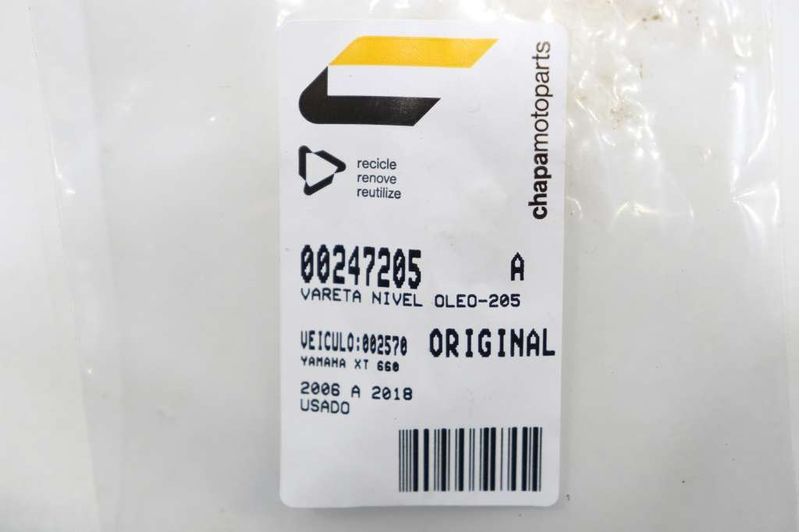 chapamotoparts
recicle
renove
reutilize
00247205 A
VARETA NIVEL OLEO-205
VEICULO:002570 ORIGINAL
YAMAHA XT 660
2006 A 2018
USADO